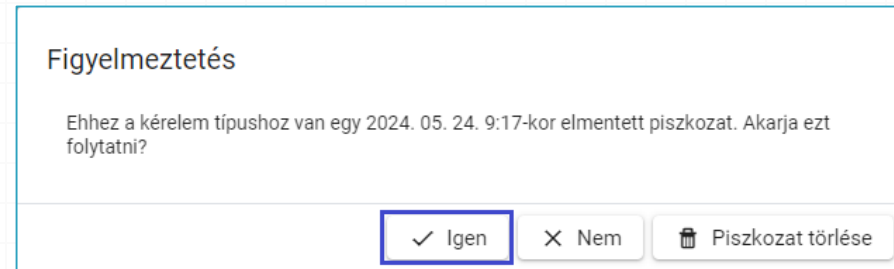 Figyelmeztetés
Ehhez a kérelem típushoz van egy 2024. 05. 24. 9:17-kor elmentett piszkozat. Akarja ezt
folytatni?
Igen Nem Piszkozat törlése